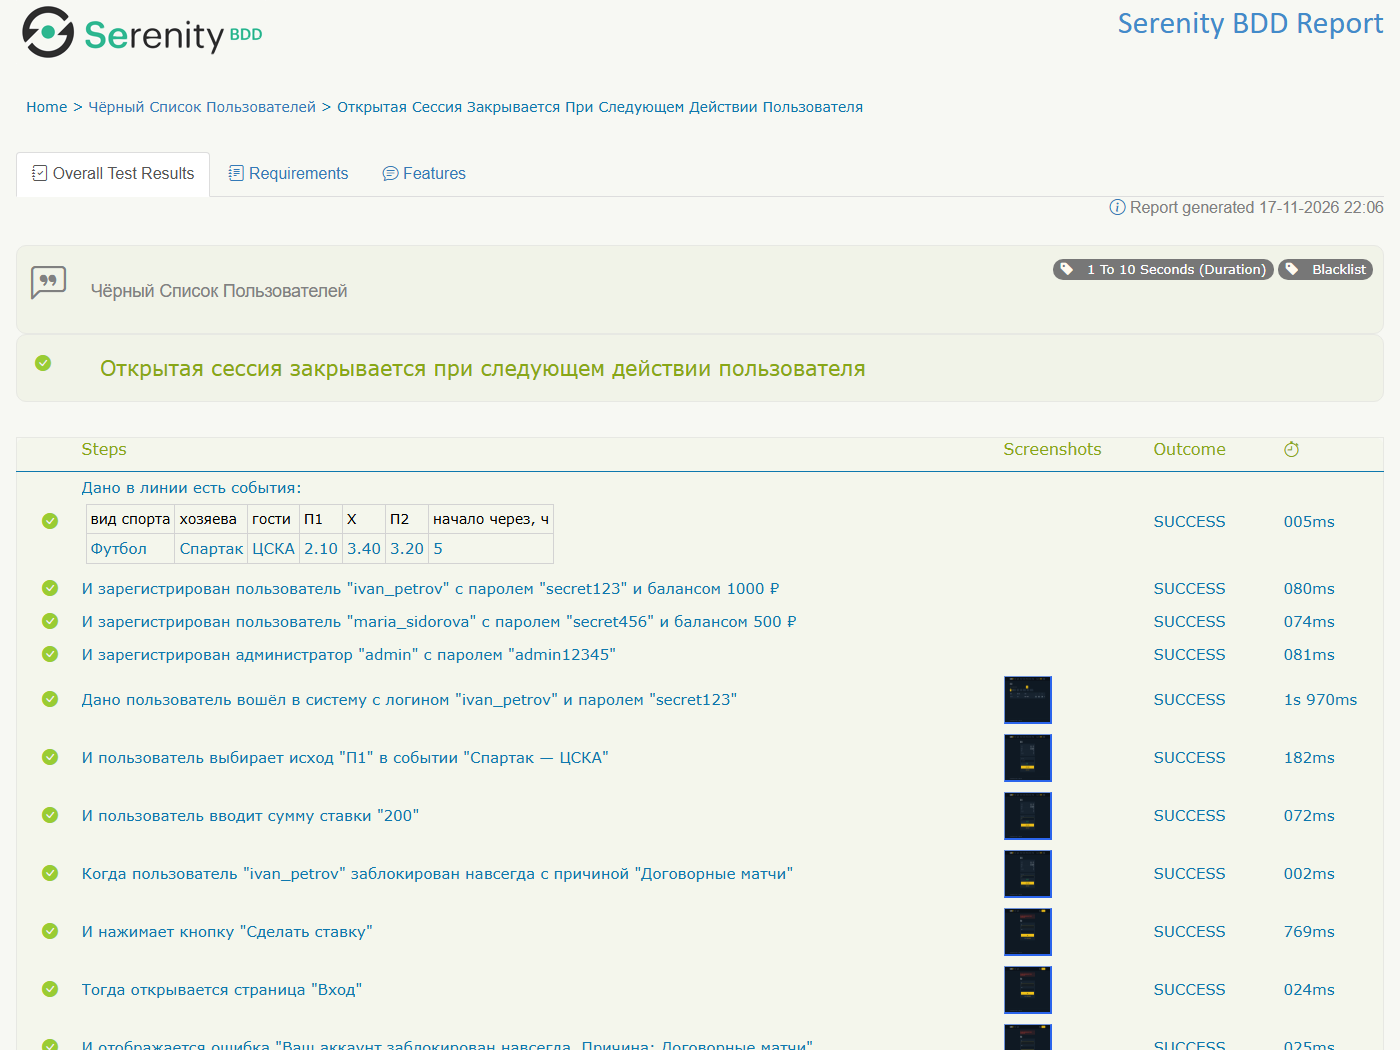 Serenity BDD
Serenity BDD Report
Home > Чёрный Список Пользователей > Открытая Сессия Закрывается При Следующем Действии Пользователя
Overall Test Results
Requirements
Features
Report generated 17-11-2026 22:06
1 To 10 Seconds (Duration)
Blacklist
Чёрный Список Пользователей
Открытая сессия закрывается при следующем действии пользователя
Steps Screenshots Outcome
Дано в линии есть события:
вид спорта хозяева гости П1 X П2 начало через, ч
Футбол Спартак ЦСКА 2.10 3.40 3.20 5
SUCCESS 005ms
И зарегистрирован пользователь "ivan_petrov" с паролем "secret123" и балансом 1000 ₽ SUCCESS 080ms
И зарегистрирован пользователь "maria_sidorova" с паролем "secret456" и балансом 500 ₽ SUCCESS 074ms
И зарегистрирован администратор "admin" с паролем "admin12345" SUCCESS 081ms
Дано пользователь вошёл в систему с логином "ivan_petrov" и паролем "secret123" SUCCESS 1s 970ms
И пользователь выбирает исход "П1" в событии "Спартак — ЦСКА" SUCCESS 182ms
И пользователь вводит сумму ставки "200" SUCCESS 072ms
Когда пользователь "ivan_petrov" заблокирован навсегда с причиной "Договорные матчи" SUCCESS 002ms
И нажимает кнопку "Сделать ставку" SUCCESS 769ms
Тогда открывается страница "Вход" SUCCESS 024ms
И отображается ошибка "Ваш аккаунт заблокирован навсегда. Причина: Договорные матчи" SUCCESS 025ms